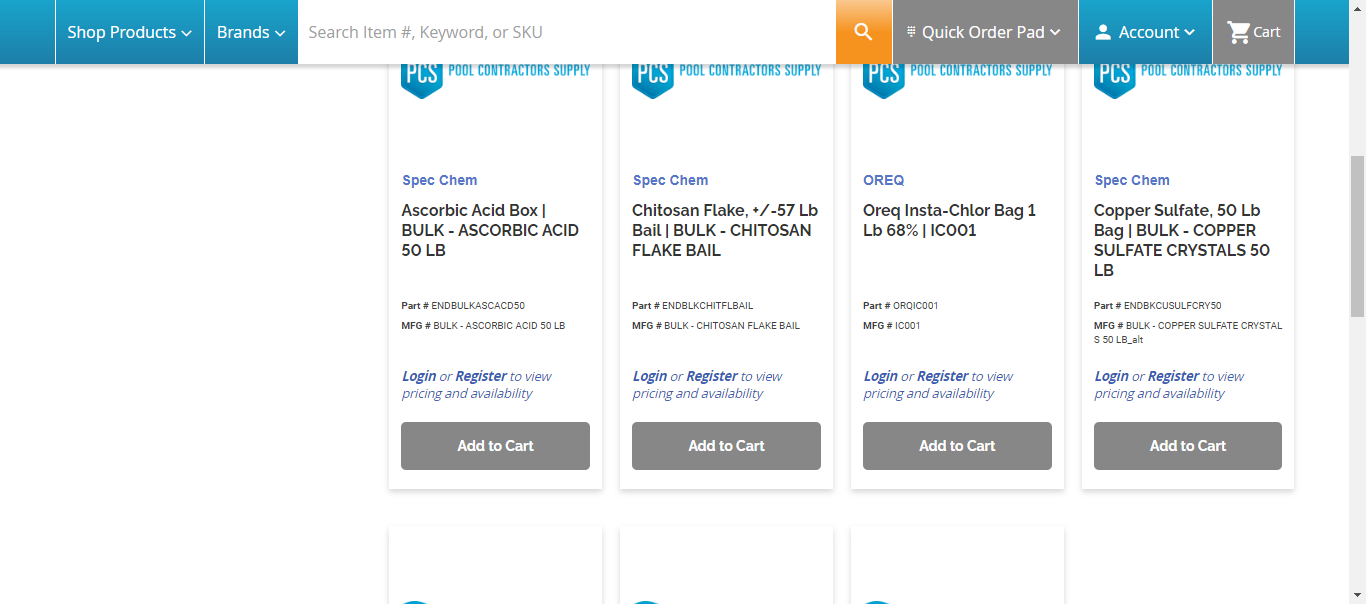 Shop Products
Brands
Search Item #, Keyword, or SKU
Quick Order Pad
Account
Cart
PCS POOL CONTRACTORS SUPPLY
PCS POOL CONTRACTORS SUPPLY
PCS POOL CONTRACTORS SUPPLY
PCS POOL CONTRACTORS SUPPLY
Spec Chem
Ascorbic Acid Box |
BULK - ASCORBIC ACID
50 LB
Part # ENDBULKASCACD50
MFG # BULK - ASCORBIC ACID 50 LB
Login or Register to view
pricing and availability
Add to Cart
Spec Chem
Chitosan Flake, +/-57 Lb
Bail | BULK - CHITOSAN
FLAKE BAIL
Part # ENDBLKCHITFLBAIL
MFG # BULK - CHITOSAN FLAKE BAIL
Login or Register to view
pricing and availability
Add to Cart
OREQ
Oreq Insta-Chlor Bag 1
Lb 68% | IC001
Part # ORQIC001
MFG # IC001
Login or Register to view
pricing and availability
Add to Cart
Spec Chem
Copper Sulfate, 50 Lb
Bag | BULK - COPPER
SULFATE CRYSTALS 50
LB
Part # ENDBKCUSULFCRY50
MFG # BULK - COPPER SULFATE CRYSTAL
S 50 LB_alt
Login or Register to view
pricing and availability
Add to Cart